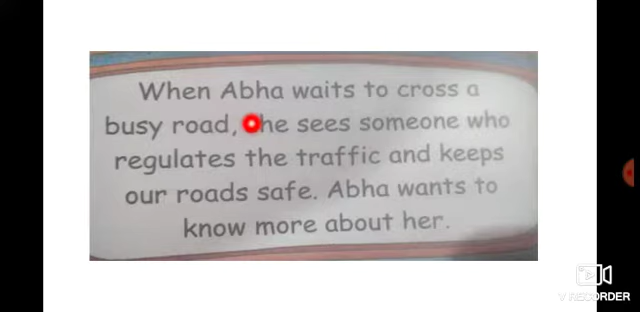 When Abha waits to cross a
busy road, he sees someone who
regulates the traffic and keeps
our roads safe. Abha wants to
know more about her.
V RECORDER